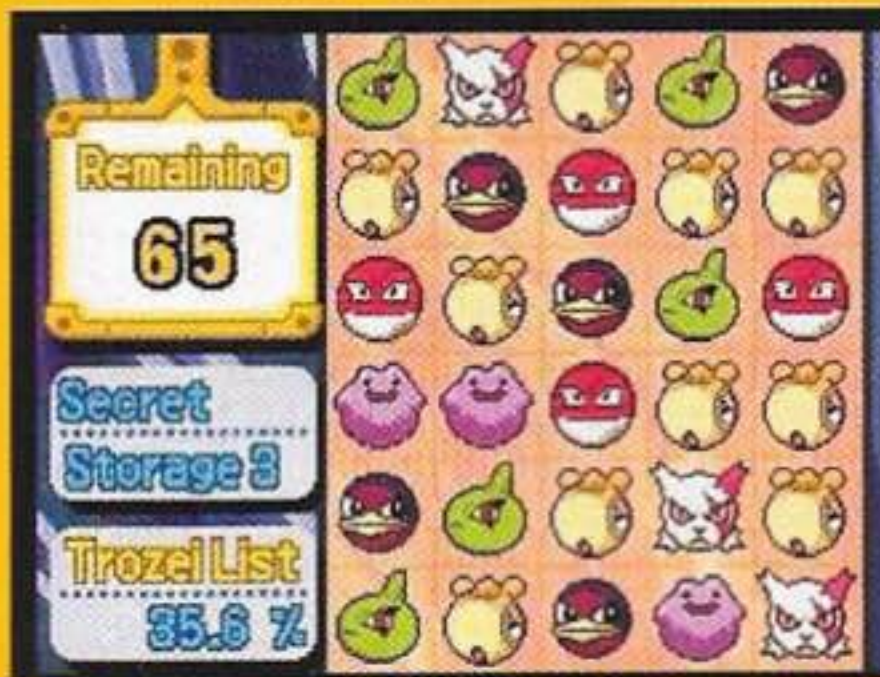 Remaining
65
Secret
Storage 3
Trozei List
35.6 %